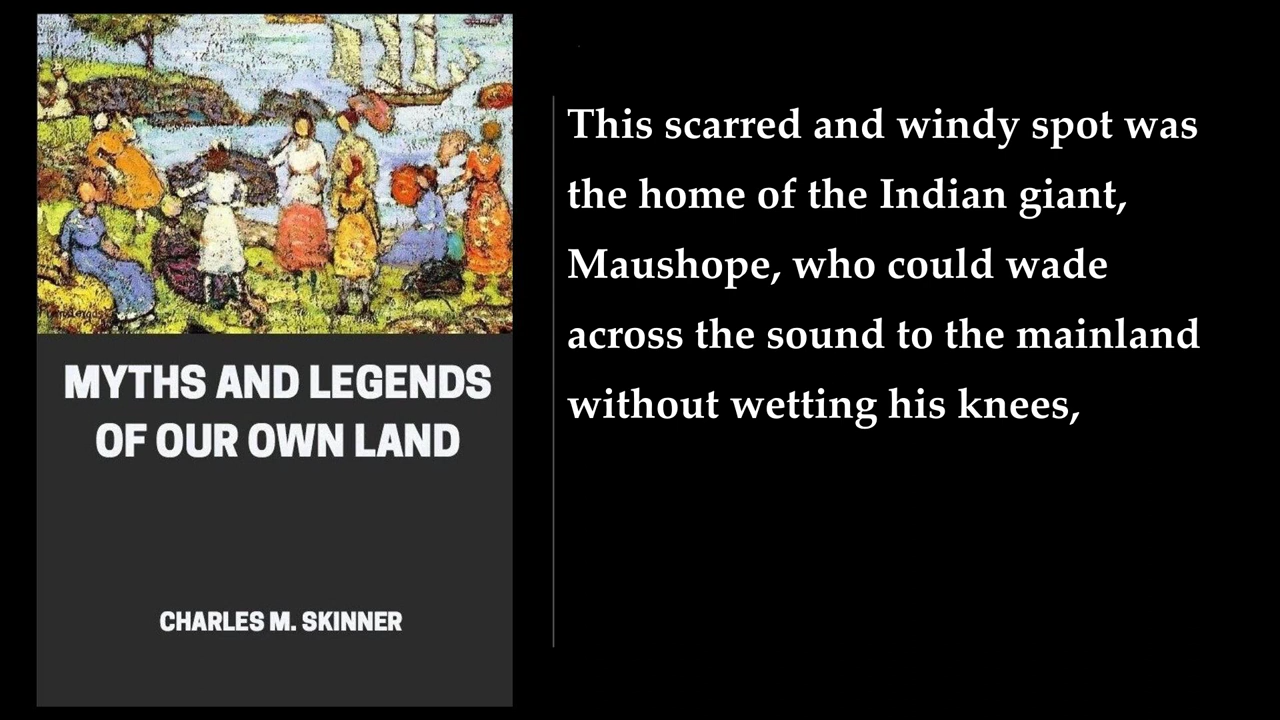 MYTHS AND LEGENDS
OF OUR OWN LAND
CHARLES M. SKINNER
This scarred and windy spot was
the home of the Indian giant,
Maushope, who could wade
across the sound to the mainland
without wetting his knees,